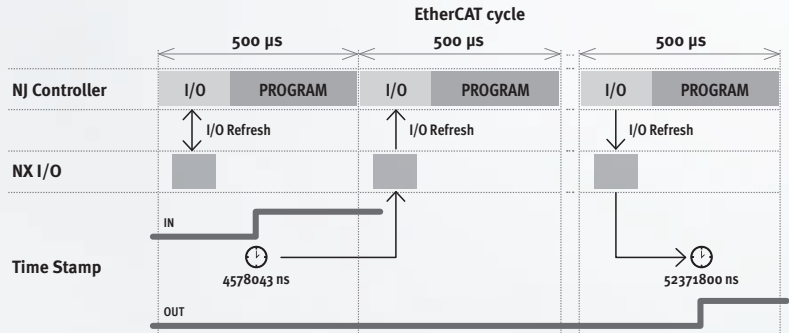 EtherCAT cycle
500 µs 500 µs 500 µs
NJ Controller I/O PROGRAM I/O PROGRAM I/O PROGRAM
I/O Refresh I/O Refresh I/O Refresh
NX I/O
IN
Time Stamp
4578043 ns 52371800 ns
OUT